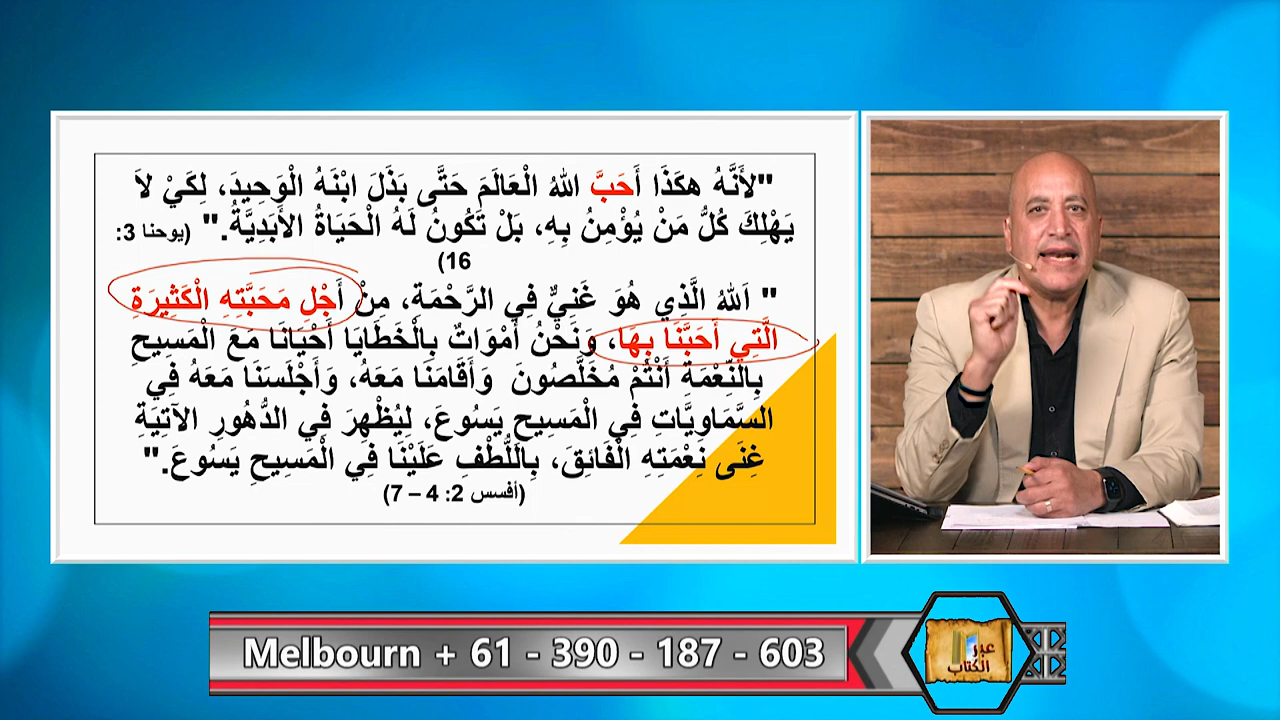 "لأَنَّهُ هكَذَا أَحَبَّ اللهُ الْعَالَمَ حَتَّى بَذَلَ ابْنَهُ الْوَحِيدَ، لِكَيْ لاَ
يَهْلِكَ كُلُّ مَنْ يُؤْمِنُ بِهِ، بَلْ تَكُونُ لَهُ الْحَيَاةُ الأَبَدِيَّةُ." (يوحنا 3:
16)
" اَللهُ الَّذِي هُوَ غَنِيٌّ فِي الرَّحْمَةِ، مِنْ أَجْلِ مَحَبَّتِهِ الْكَثِيرَةِ
الَّتِي أَحَبَّنَا بِهَا، وَنَحْنُ أَمْوَاتٌ بِالْخَطَايَا أَحْيَانَا مَعَ الْمَسِيحِ
بِالنِّعْمَةِ أَنْتُمْ مُخَلَّصُونَ وَأَقَامَنَا مَعَهُ، وَأَجْلَسَنَا مَعَهُ فِي
السَّمَاوِيَّاتِ فِي الْمَسِيحِ يَسُوعَ، لِيُظْهِرَ فِي الدُّهُورِ الآتِيَةِ
غِنَى نِعْمَتِهِ الْفَائِقَ، بِاللُّطْفِ عَلَيْنَا فِي الْمَسِيحِ يَسُوعَ."
(أفسس 2: 4 – 7)
Melbourn + 61 - 390 - 187 - 603
عبر
الكتاب